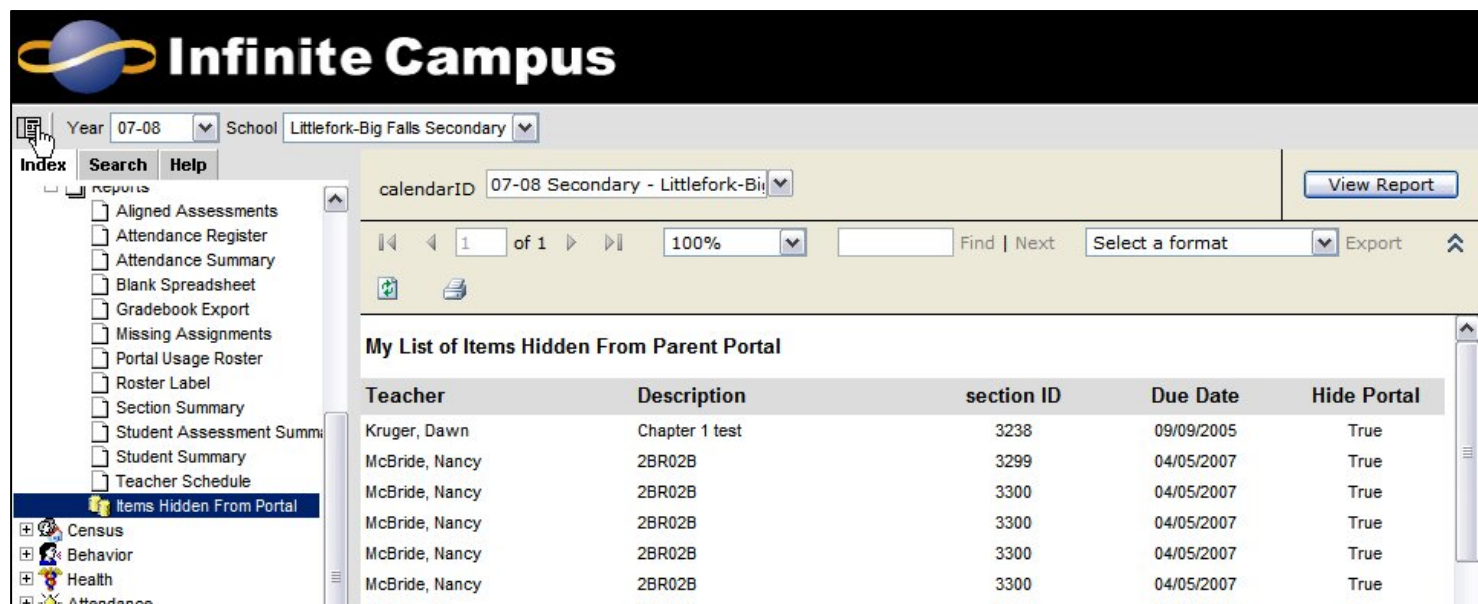 Infinite Campus
Year 07-08 School Littlefork-Big Falls Secondary
Index Search Help
Reports
Aligned Assessments
Attendance Register
Attendance Summary
Blank Spreadsheet
Gradebook Export
Missing Assignments
Portal Usage Roster
Roster Label
Section Summary
Student Assessment Summa
Student Summary
Teacher Schedule
Items Hidden From Portal
Census
Behavior
Health
Attendance
calendarID 07-08 Secondary - Littlefork-Big
View Report
1 of 1 100% Find | Next Select a format Export
My List of Items Hidden From Parent Portal
Teacher Description section ID Due Date Hide Portal
Kruger, Dawn Chapter 1 test 3238 09/09/2005 True
McBride, Nancy 2BR02B 3299 04/05/2007 True
McBride, Nancy 2BR02B 3300 04/05/2007 True
McBride, Nancy 2BR02B 3300 04/05/2007 True
McBride, Nancy 2BR02B 3300 04/05/2007 True
McBride, Nancy 2BR02B 3300 04/05/2007 True